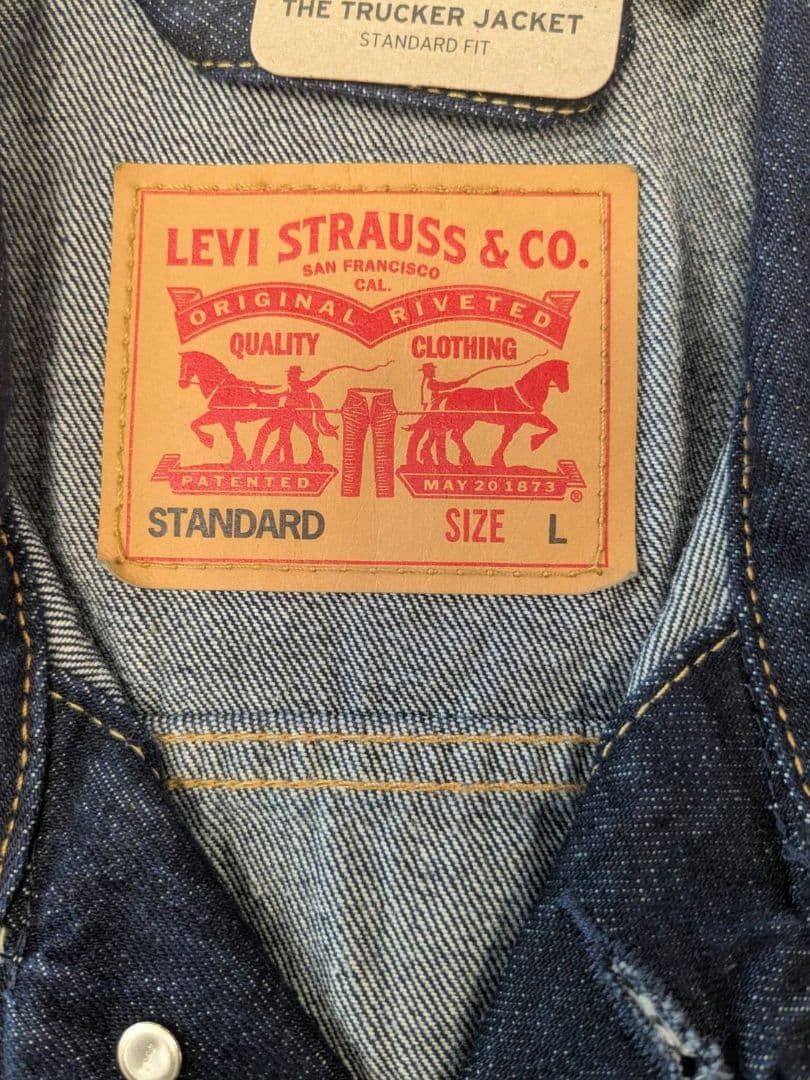 THE TRUCKER JACKET
STANDARD FIT
LEVI STRAUSS & CO.
SAN FRANCISCO
CAL.
ORIGINAL RIVETED
QUALITY CLOTHING
PATENTED MAY 20 1873 ®
STANDARD SIZE L